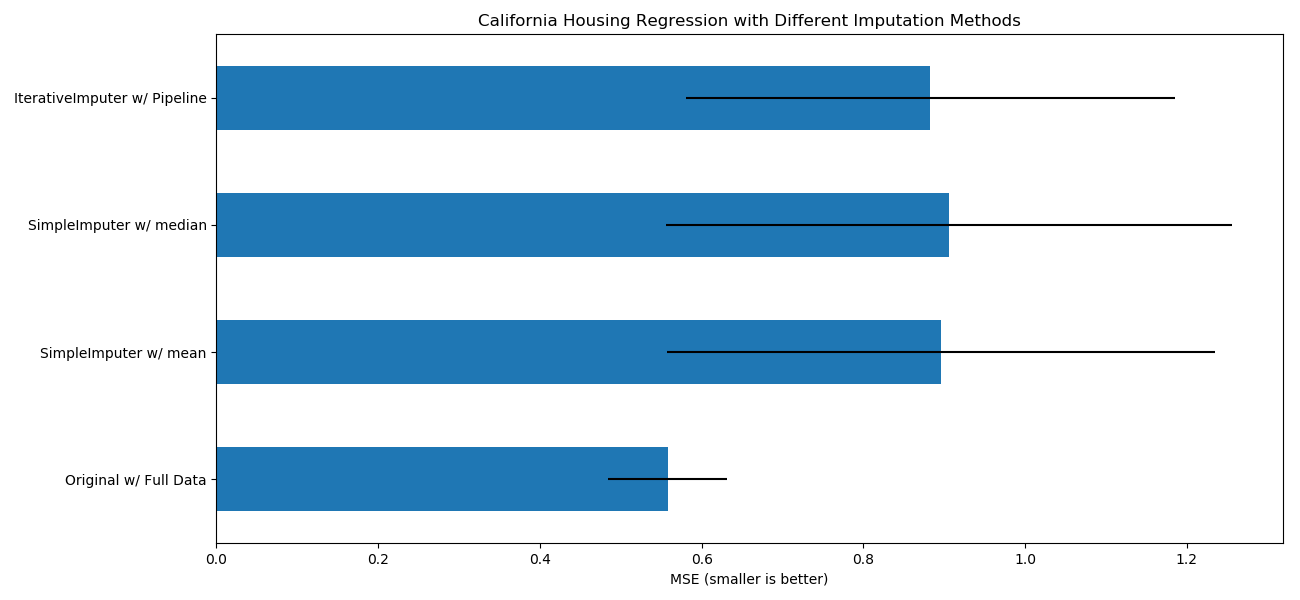 California Housing Regression with Different Imputation Methods
IterativeImputer w/ Pipeline
SimpleImputer w/ median
SimpleImputer w/ mean
Original w/ Full Data
0.0 0.2 0.4 0.6 0.8 1.0 1.2
MSE (smaller is better)